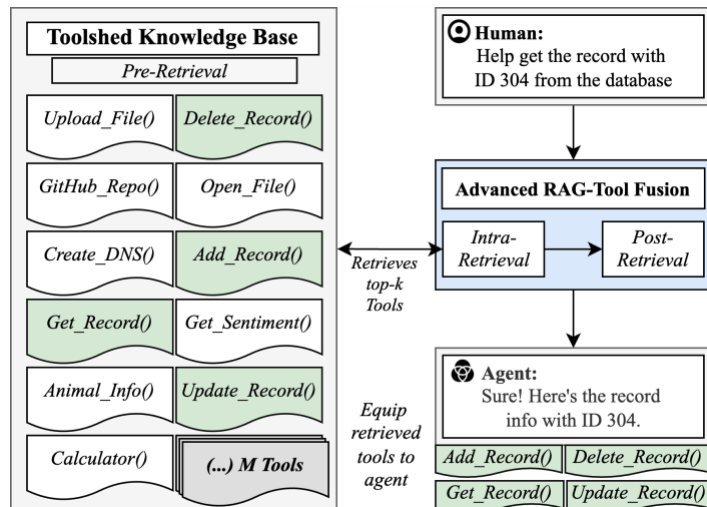 Toolshed Knowledge Base
Pre-Retrieval
Upload_File()
Delete_Record()
GitHub_Repo()
Open_File()
Create_DNS()
Add_Record()
Get_Record()
Get_Sentiment()
Animal_Info()
Update_Record()
Calculator()
(...) M Tools
Retrieves
top-k
Tools
Equip
retrieved
tools to
agent
Human:
Help get the record with
ID 304 from the database
Advanced RAG-Tool Fusion
Intra-
Retrieval
Post-
Retrieval
Agent:
Sure! Here's the record
info with ID 304.
Add_Record()
Delete_Record()
Get_Record()
Update_Record()